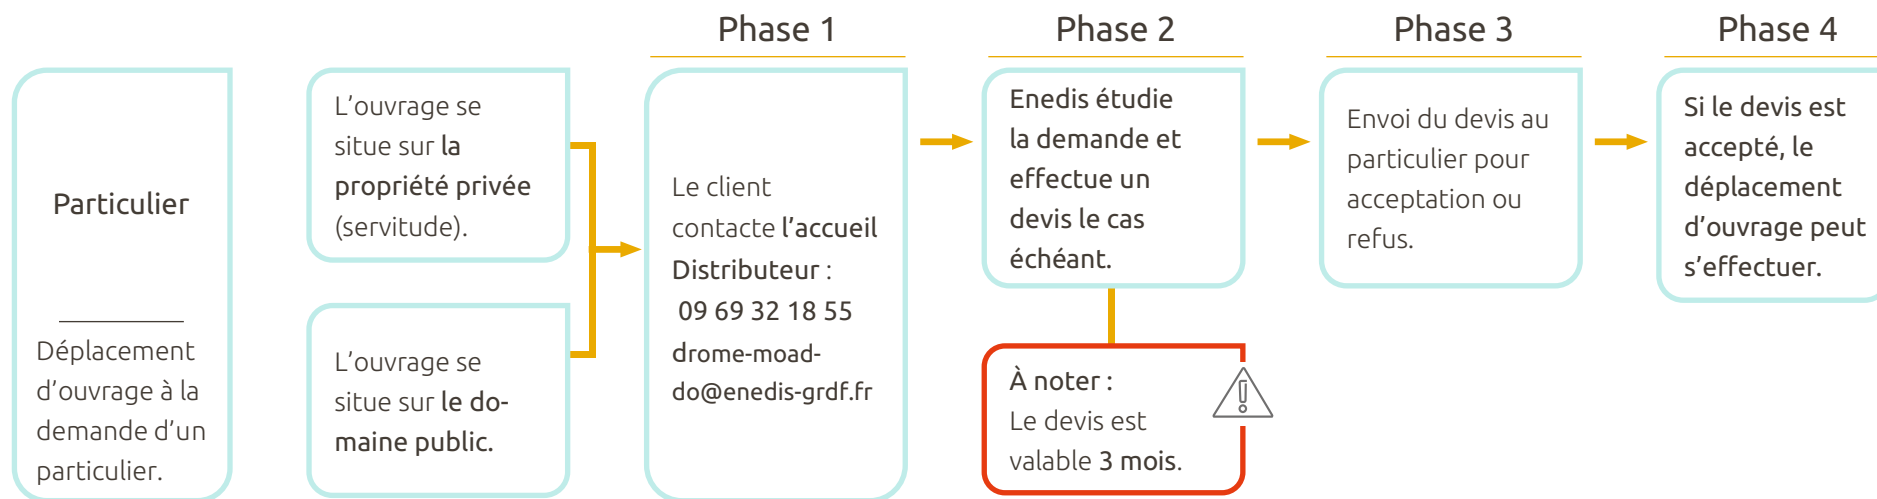 Phase 1
Phase 2
Phase 3
Phase 4
Particulier
Déplacement
d'ouvrage à la
demande d'un
particulier.
L'ouvrage se
situe sur la
propriété privée
(servitude).
L'ouvrage se
situe sur le do-
maine public.
Le client
contacte l'accueil
Distributeur :
09 69 32 18 55
drome-moad-
do@enedis-grdf.fr
Enedis étudie
la demande et
effectue un
devis le cas
échéant.
À noter :
Le devis est
valable 3 mois.
Envoi du devis au
particulier pour
acceptation ou
refus.
Si le devis est
accepté, le
déplacement
d'ouvrage peut
s'effectuer.